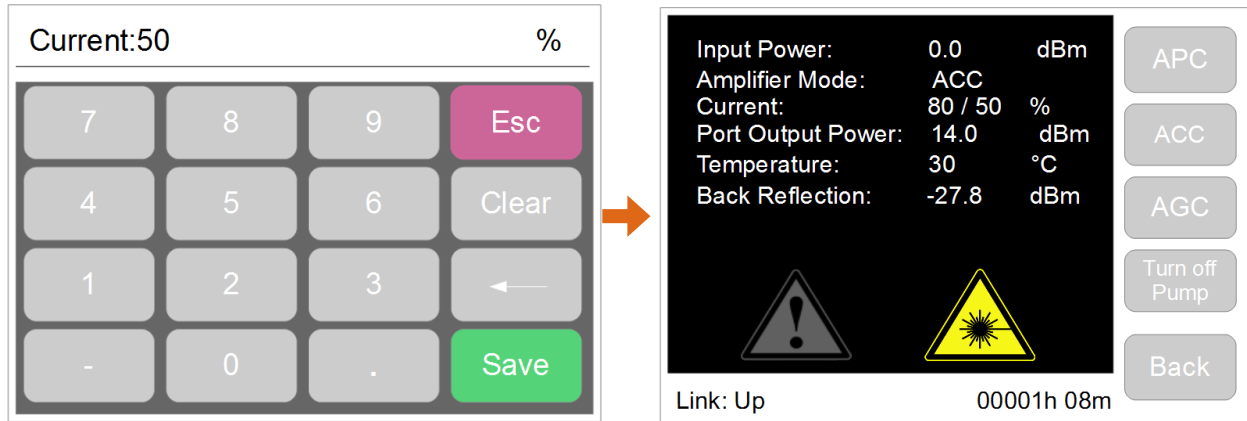 Current:50 %
7 8 9 Esc
4 5 6 Clear
1 2 3
- 0 . Save
Input Power: 0.0 dBm
Amplifier Mode: ACC
Current: 80 / 50 %
Port Output Power: 14.0 dBm
Temperature: 30 °C
Back Reflection: -27.8 dBm
Link: Up 00001h 08m
APC
ACC
AGC
Turn off
Pump
Back